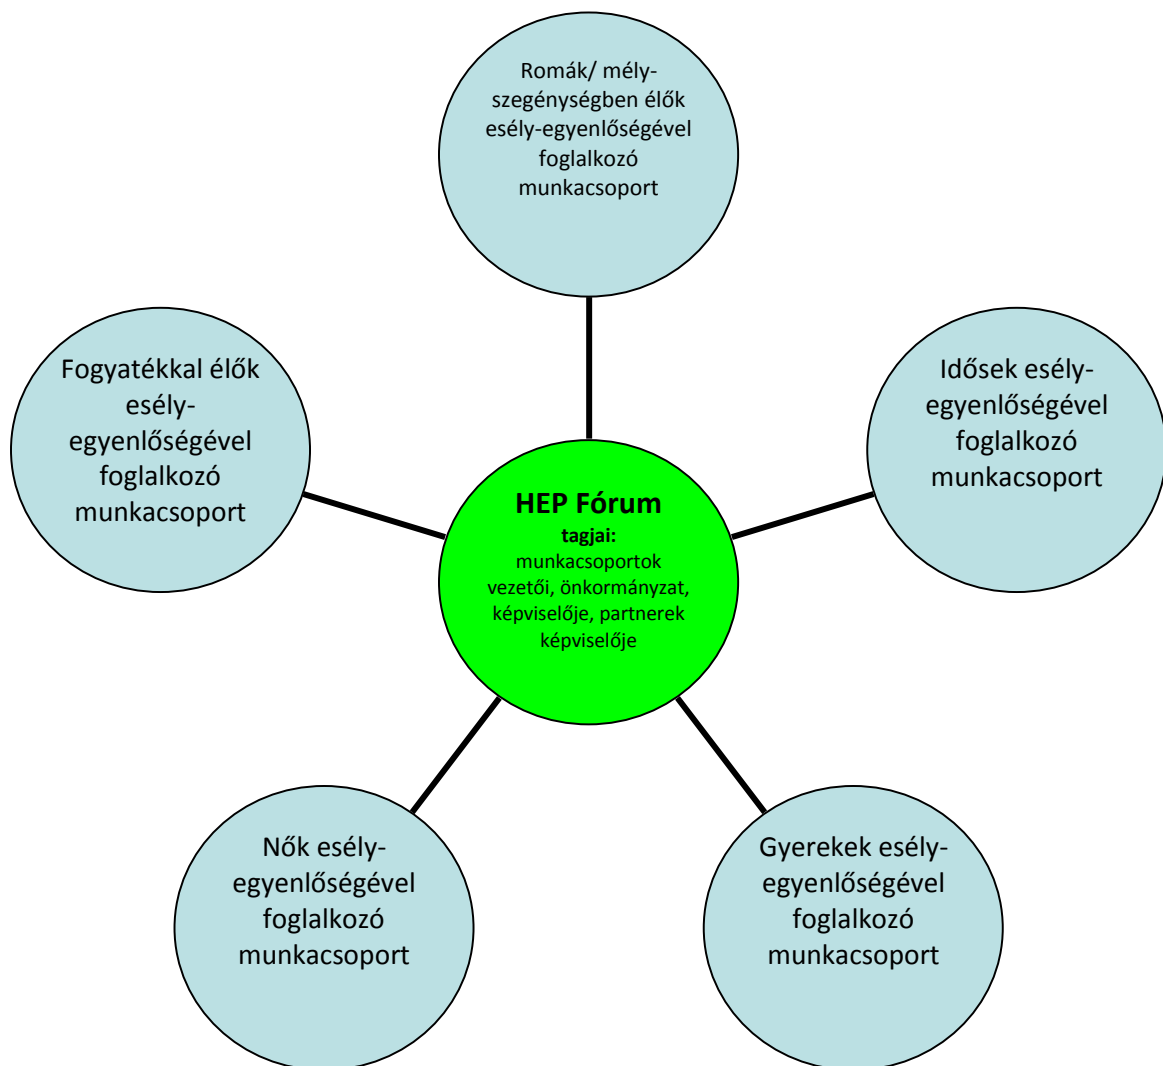 Romák/ mély-
szegénységben élők
esély-egyenlőségével
foglalkozó
munkacsoport
Fogyatékkal élők
esély-
egyenlőségével
foglalkozó
munkacsoport
Idősek esély-
egyenlőségével
foglalkozó
munkacsoport
HEP Fórum
tagjai:
munkacsoportok
vezetői, önkormányzat,
képviselője, partnerek
képviselője
Nők esély-
egyenlőségével
foglalkozó
munkacsoport
Gyerekek esély-
egyenlőségével
foglalkozó
munkacsoport